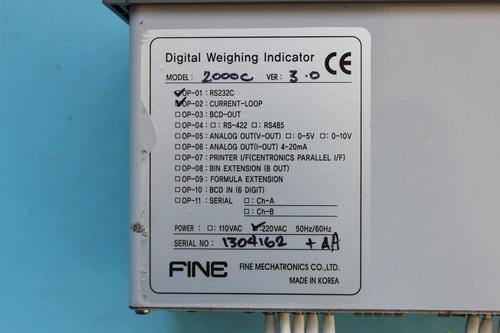 Digital Weighing Indicator CE
MODEL: 2000C VER: 3.0
☑OP-01: RS232C
☑OP-02: CURRENT-LOOP
□OP-03: BCD-OUT
□OP-04: □: RS-422 □: RS485
□OP-05: ANALOG OUT(V-OUT) □: 0-5V □: 0-10V
□OP-06: ANALOG OUT(I-OUT) 4-20mA
□OP-07: PRINTER I/F(CENTRONICS PARALLEL I/F)
□OP-08: BIN EXTENSION (8 OUT)
□OP-09: FORMULA EXTENSION
□OP-10: BCD IN (6 DIGIT)
□OP-11: SERIAL □: Ch-A
□: Ch-B
POWER: □: 110VAC ☑220VAC 50Hz/60Hz
SERIAL NO: 1304162 + AA
FINE FINE MECHATRONICS CO.,LTD.
MADE IN KOREA